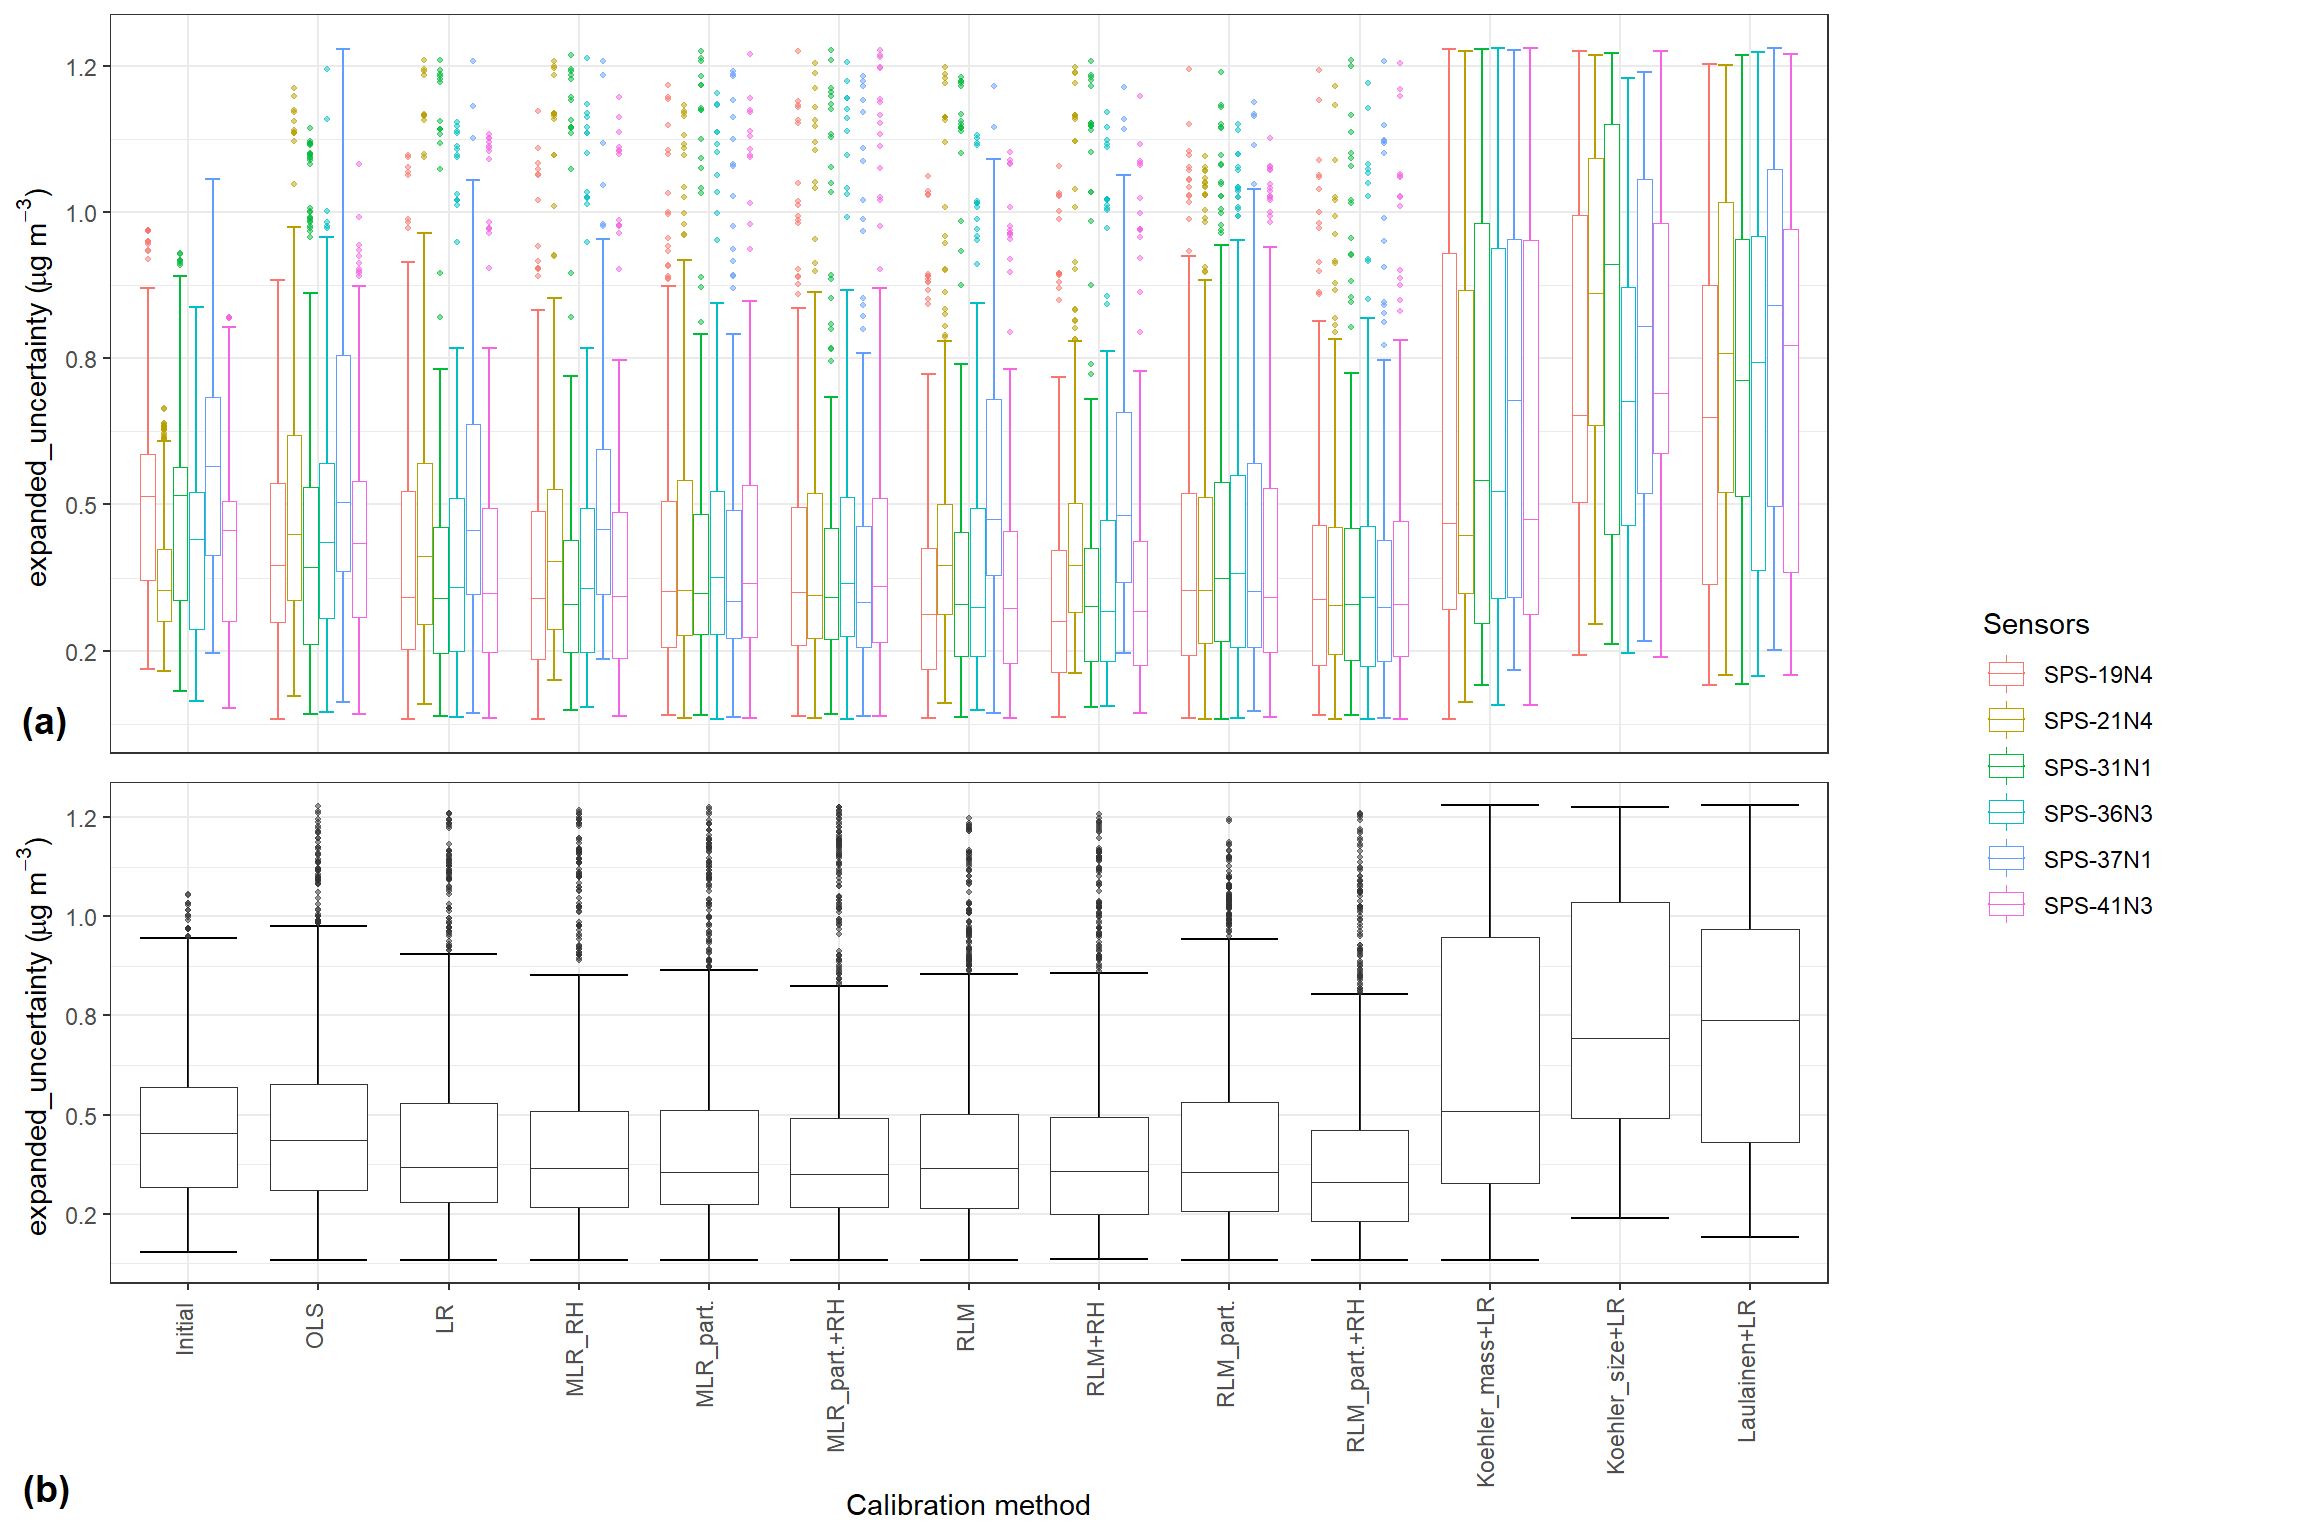 expanded_uncertainty (µg m⁻³)
1.2
1.0
0.8
0.5
0.2
(a)
expanded_uncertainty (µg m⁻³)
1.2
1.0
0.8
0.5
0.2
(b)
Initial
OLS
LR
MLR_RH
MLR_part.
MLR_part.+RH
RLM
RLM+RH
RLM_part.
RLM_part.+RH
Koehler_mass+LR
Koehler_size+LR
Laulainen+LR
Calibration method
Sensors
SPS-19N4
SPS-21N4
SPS-31N1
SPS-36N3
SPS-37N1
SPS-41N3